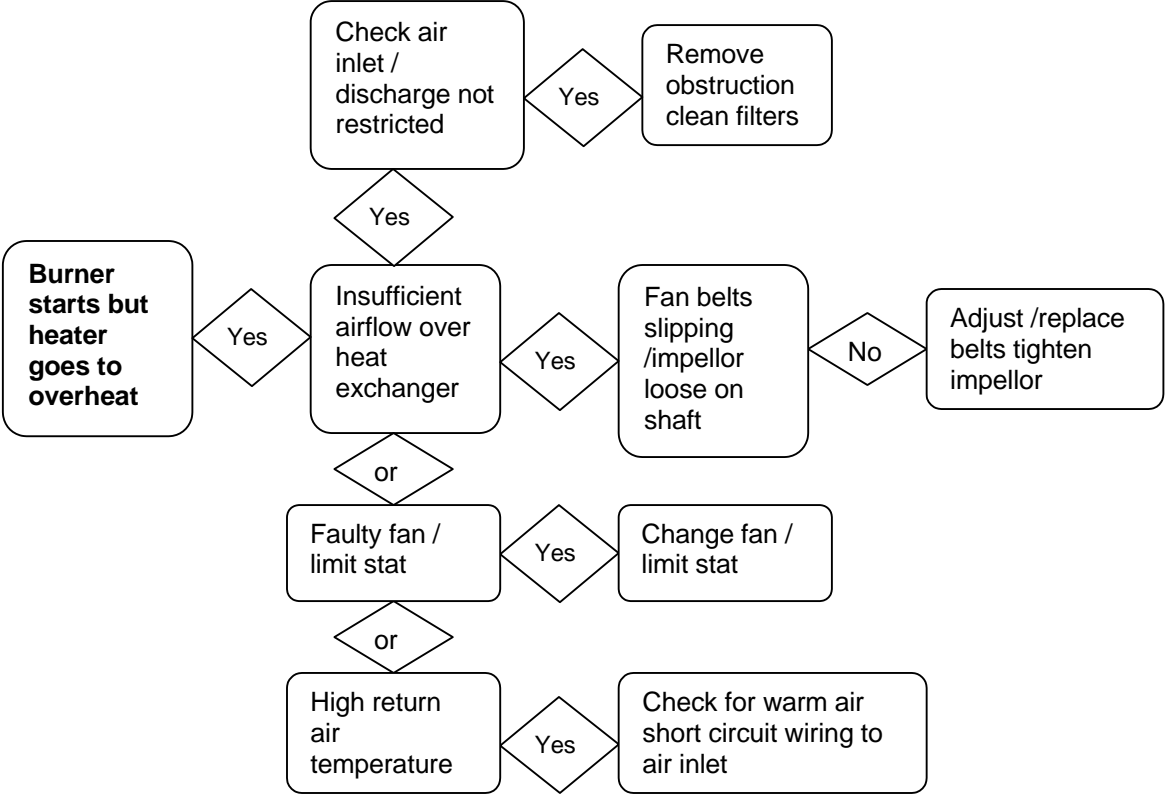 Check air
inlet /
discharge not
restricted
Yes
Remove
obstruction
clean filters
Yes
Burner
starts but
heater
goes to
overheat
Yes
Insufficient
airflow over
heat
exchanger
Yes
Fan belts
slipping
/impellor
loose on
shaft
No
Adjust /replace
belts tighten
impellor
or
Faulty fan /
limit stat
Yes
Change fan /
limit stat
or
High return
air
temperature
Yes
Check for warm air
short circuit wiring to
air inlet